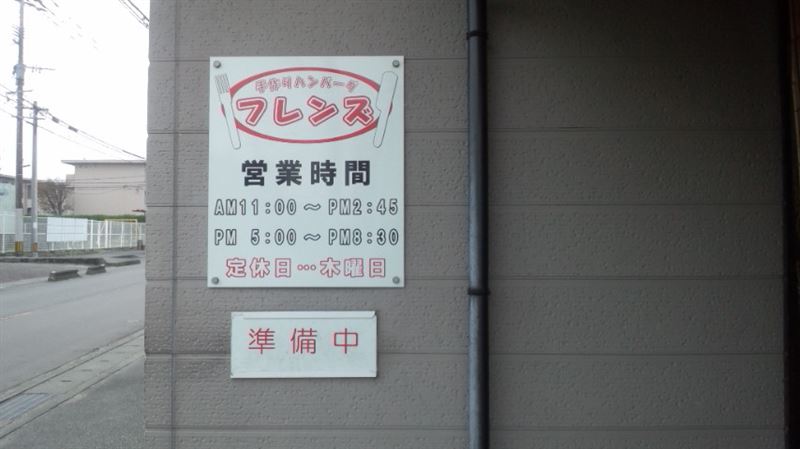 手作りハンバーグ
フレンズ
営業時間
AM11:00～PM2:45
PM 5:00～PM8:30
定休日…木曜日
準備中